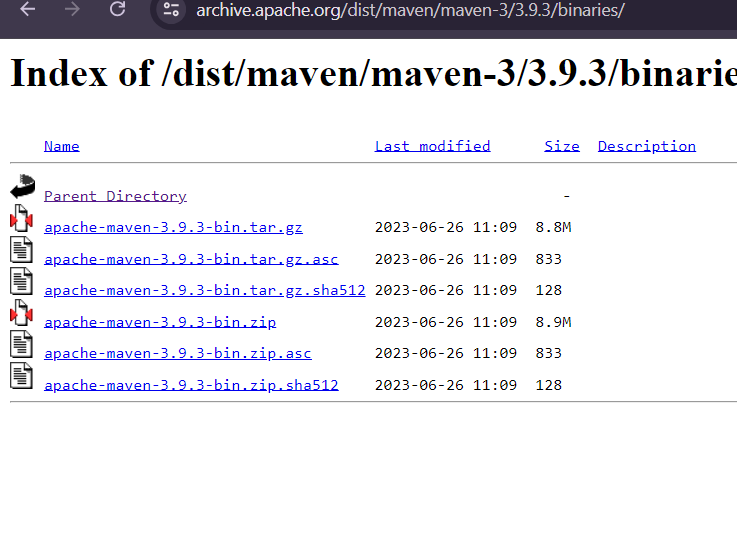 archive.apache.org/dist/maven/maven-3/3.9.3/binaries/
Index of /dist/maven/maven-3/3.9.3/binarie
Name Last modified Size Description
Parent Directory -
apache-maven-3.9.3-bin.tar.gz 2023-06-26 11:09 8.8M
apache-maven-3.9.3-bin.tar.gz.asc 2023-06-26 11:09 833
apache-maven-3.9.3-bin.tar.gz.sha512 2023-06-26 11:09 128
apache-maven-3.9.3-bin.zip 2023-06-26 11:09 8.9M
apache-maven-3.9.3-bin.zip.asc 2023-06-26 11:09 833
apache-maven-3.9.3-bin.zip.sha512 2023-06-26 11:09 128